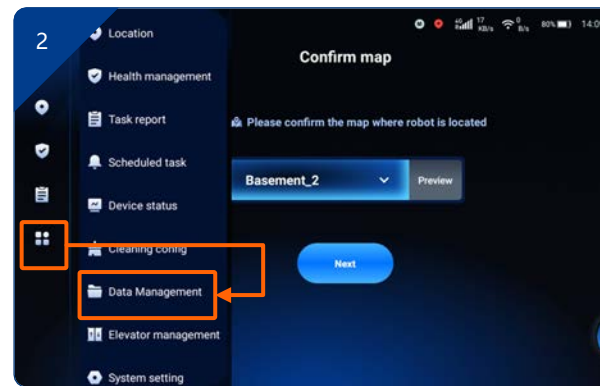 2
17
KB/s
0
B/s
80%
14:0
Location
Health management
Task report
Scheduled task
Device status
Cleaning config
Data Management
Elevator management
System setting
Confirm map
Please confirm the map where robot is located
Basement_2
Preview
Next